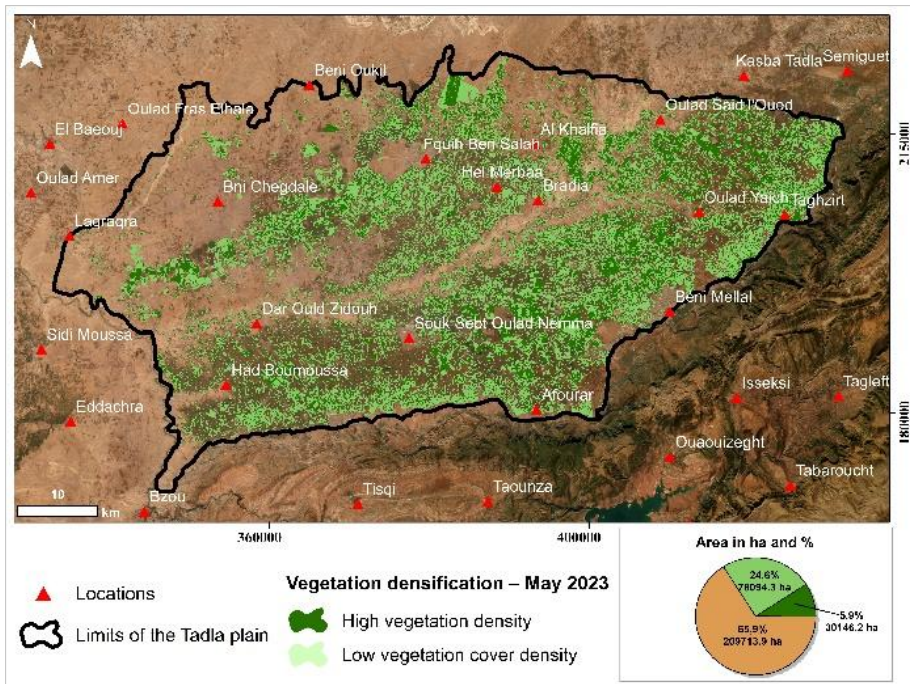 N
Kasba Tadla
Semiguet
Beni Oukil
Oulad Fras Elhala
Oulad Said l'Oued
El Baeouj
Al Khalfia
215000
Fquih Ben Salah
Hel Merbaa
Oulad Amer
Bni Chegdale
Bradia
Oulad Yaich
Taghzirt
Lagraqra
Beni Mellal
Dar Ould Zidouh
Souk Sebt Oulad Nemma
Sidi Moussa
Had Boumoussa
Isseksi
Tagleft
Afourar
Eddachra
180000
Ouaouizeght
Tabaroucht
10
km
Bzou
Tisqi
Taounza
360000
400000
Area in ha and %
24.6%
78094.3 ha
5.9%
30146.2 ha
65.9%
209713.9 ha
Locations
Limits of the Tadla plain
Vegetation densification – May 2023
High vegetation density
Low vegetation cover density